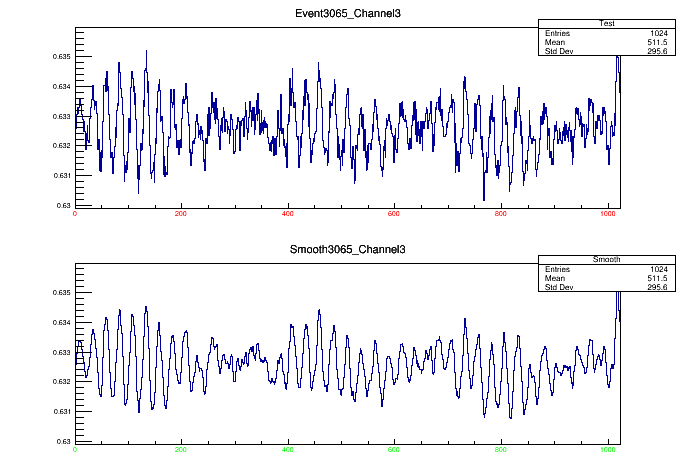 Event3065_Channel3
Test
Entries 1024
Mean 511.5
Std Dev 295.6
0.635
0.634
0.633
0.632
0.631
0.63
0 200 400 600 800 1000
Smooth3065_Channel3
Smooth
Entries 1024
Mean 511.5
Std Dev 295.6
0.635
0.634
0.633
0.632
0.631
0.63
0 200 400 600 800 1000